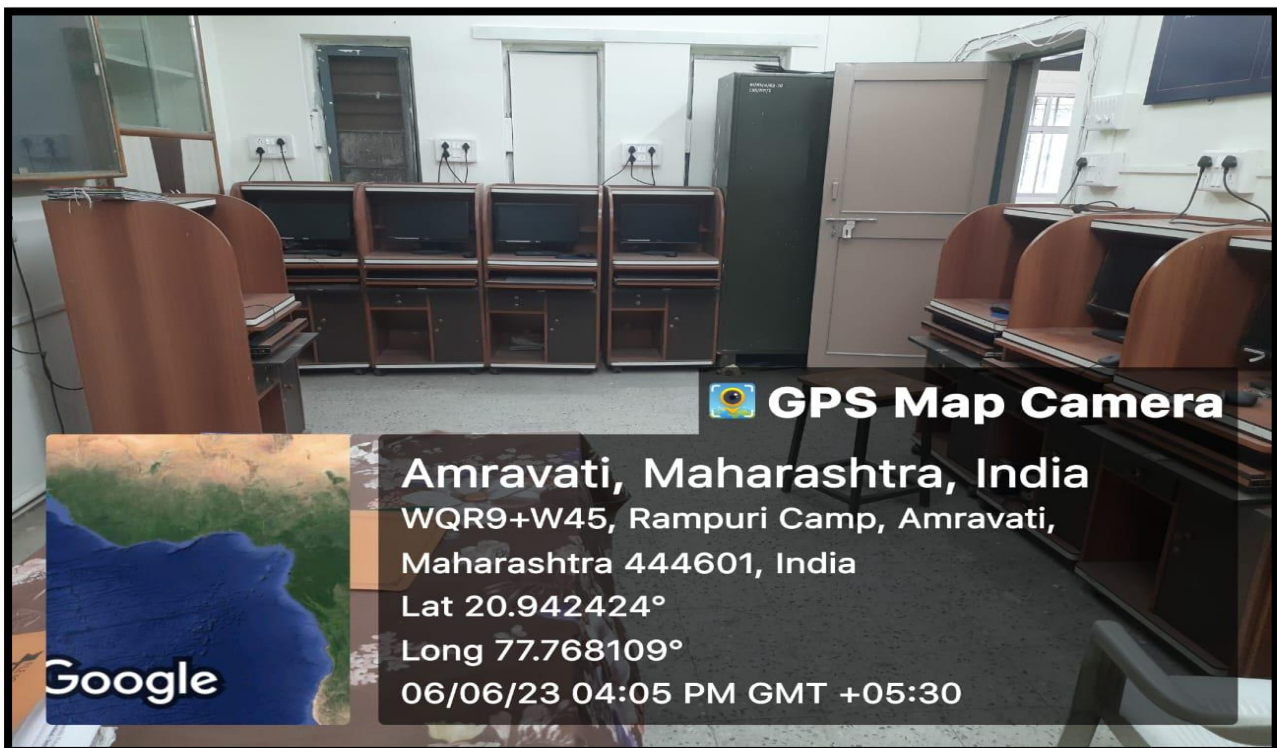 GPS Map Camera
Amravati, Maharashtra, India
WQR9+W45, Rampuri Camp, Amravati,
Maharashtra 444601, India
Lat 20.942424°
Long 77.768109°
06/06/23 04:05 PM GMT +05:30
Google